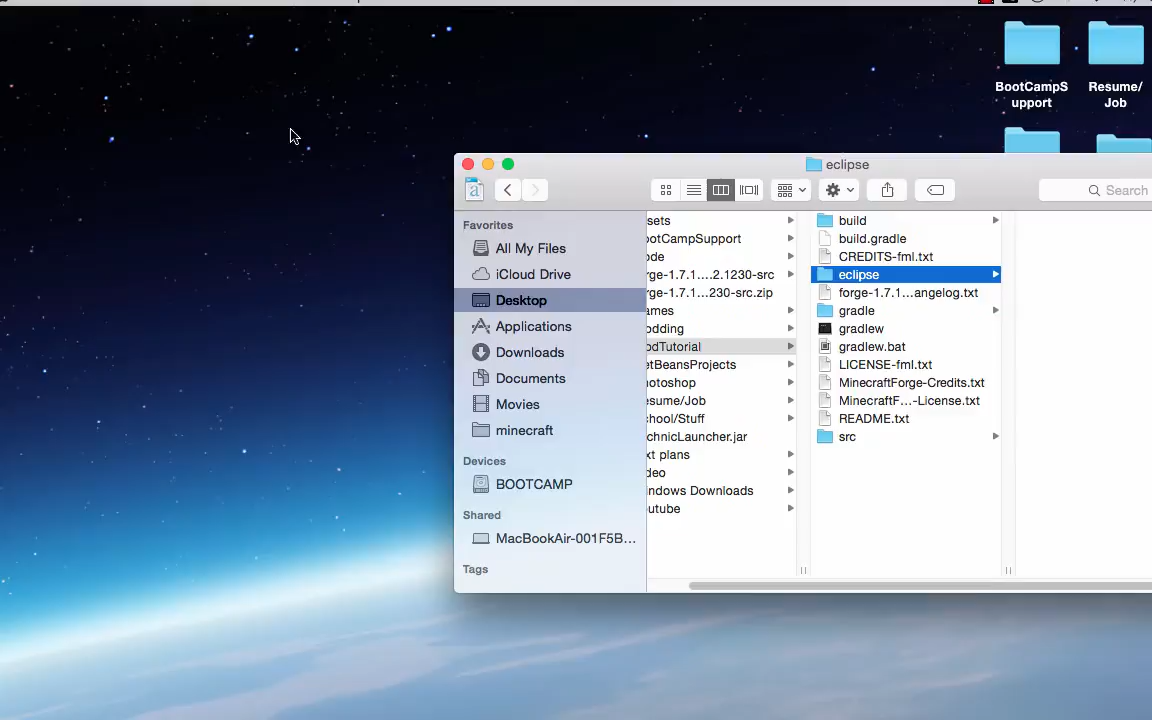 BootCampS
upport
Resume/
Job
eclipse
Search
Favorites
All My Files
iCloud Drive
Desktop
Applications
Downloads
Documents
Movies
minecraft
Devices
BOOTCAMP
Shared
MacBookAir-001F5B...
Tags
sets
ootCampSupport
ode
rge-1.7.1....2.1230-src
rge-1.7.1...230-src.zip
ames
odding
odTutorial
etBeansProjects
hotoshop
esume/Job
chool/Stuff
chnicLauncher.jar
xt plans
deo
indows Downloads
outube
build
build.gradle
CREDITS-fml.txt
eclipse
forge-1.7.1...angelog.txt
gradle
gradlew
gradlew.bat
LICENSE-fml.txt
MinecraftForge-Credits.txt
MinecraftF...-License.txt
README.txt
src